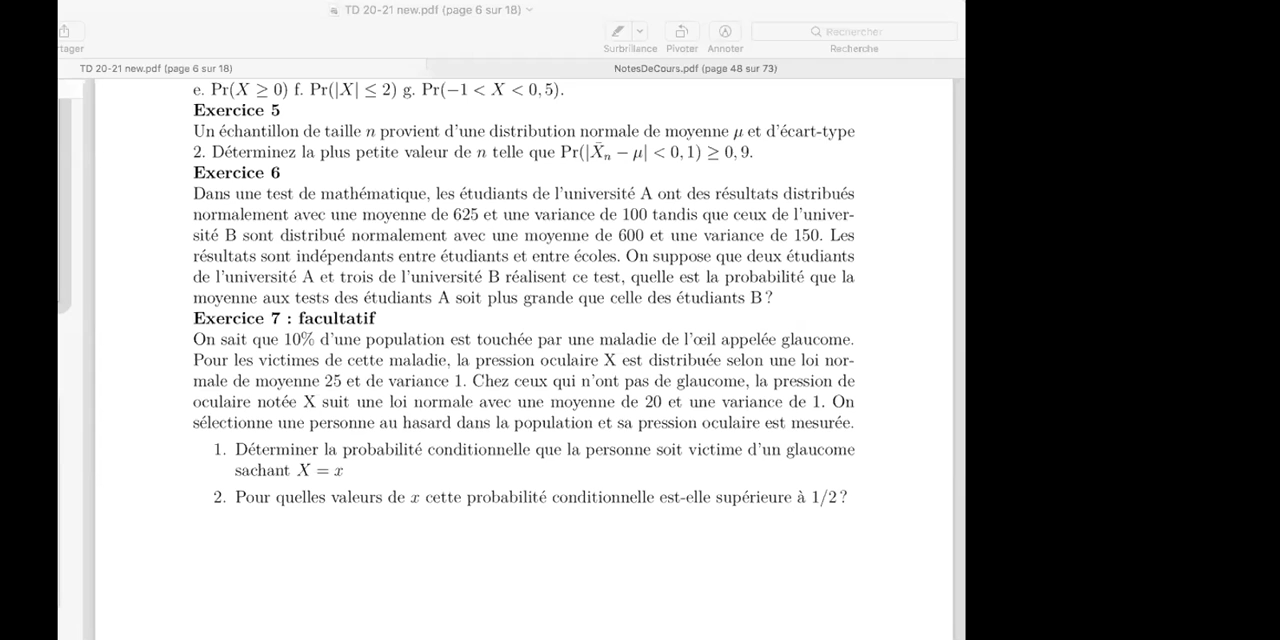 TD 20-21 new.pdf (page 6 sur 18)
Rechercher
tager
Surbrillance Pivoter Annoter Recherche
TD 20-21 new.pdf (page 6 sur 18) NotesDeCours.pdf (page 48 sur 73)
e. Pr(X ≥ 0) f. Pr(|X| ≤ 2) g. Pr(−1 < X < 0, 5).
Exercice 5
Un échantillon de taille n provient d'une distribution normale de moyenne μ et d'écart-type
2. Déterminez la plus petite valeur de n telle que Pr(|X̄ₙ − μ| < 0, 1) ≥ 0, 9.
Exercice 6
Dans une test de mathématique, les étudiants de l'université A ont des résultats distribués
normalement avec une moyenne de 625 et une variance de 100 tandis que ceux de l'univer-
sité B sont distribué normalement avec une moyenne de 600 et une variance de 150. Les
résultats sont indépendants entre étudiants et entre écoles. On suppose que deux étudiants
de l'université A et trois de l'université B réalisent ce test, quelle est la probabilité que la
moyenne aux tests des étudiants A soit plus grande que celle des étudiants B ?
Exercice 7 : facultatif
On sait que 10% d'une population est touchée par une maladie de l'œil appelée glaucome.
Pour les victimes de cette maladie, la pression oculaire X est distribuée selon une loi nor-
male de moyenne 25 et de variance 1. Chez ceux qui n'ont pas de glaucome, la pression de
oculaire notée X suit une loi normale avec une moyenne de 20 et une variance de 1. On
sélectionne une personne au hasard dans la population et sa pression oculaire est mesurée.
1. Déterminer la probabilité conditionnelle que la personne soit victime d'un glaucome
sachant X = x
2. Pour quelles valeurs de x cette probabilité conditionnelle est-elle supérieure à 1/2 ?